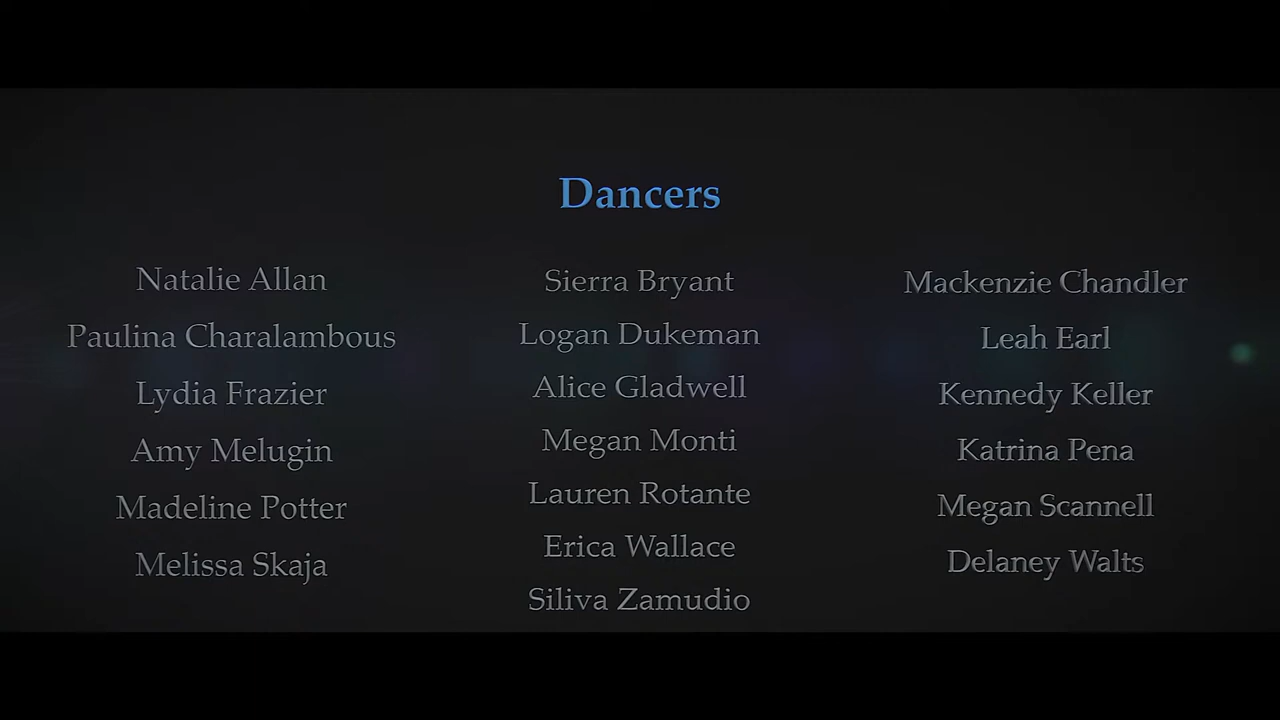 Dancers
Natalie Allan
Paulina Charalambous
Lydia Frazier
Amy Melugin
Madeline Potter
Melissa Skaja
Sierra Bryant
Logan Dukeman
Alice Gladwell
Megan Monti
Lauren Rotante
Erica Wallace
Siliva Zamudio
Mackenzie Chandler
Leah Earl
Kennedy Keller
Katrina Pena
Megan Scannell
Delaney Walts